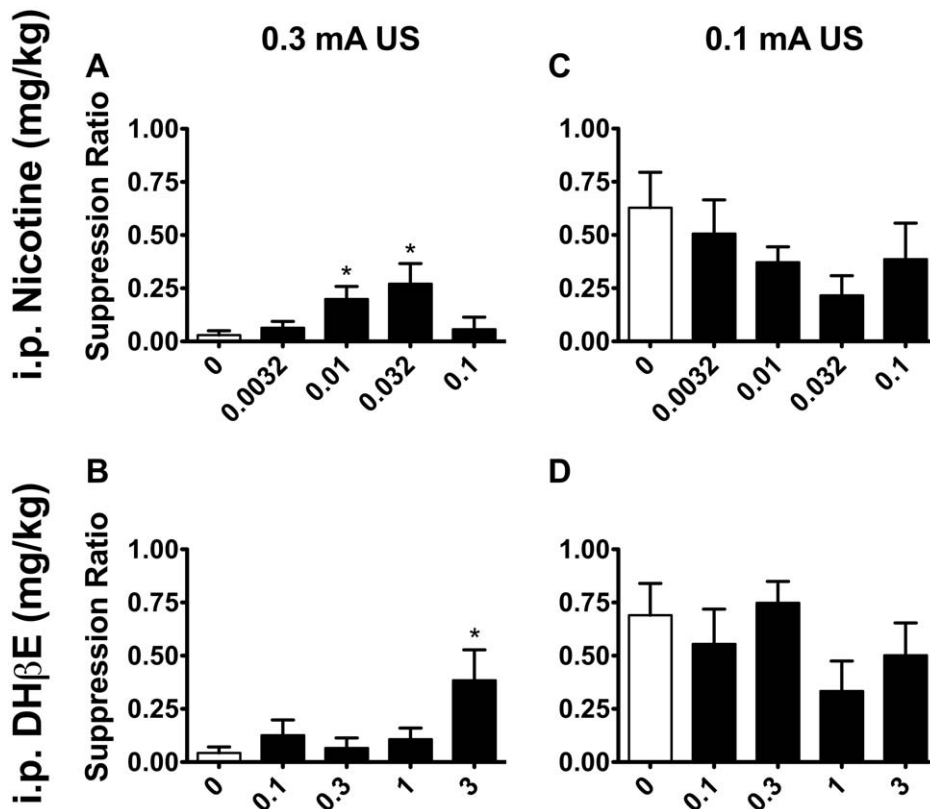 0.3 mA US
0.1 mA US
i.p. Nicotine (mg/kg)
A
Suppression Ratio
1.00
0.75
0.50
0.25
0.00
* *
0 0.0032 0.01 0.032 0.1
C
1.00
0.75
0.50
0.25
0.00
0 0.0032 0.01 0.032 0.1
i.p. DHβE (mg/kg)
B
Suppression Ratio
1.00
0.75
0.50
0.25
0.00
*
0 0.1 0.3 1 3
D
1.00
0.75
0.50
0.25
0.00
0 0.1 0.3 1 3